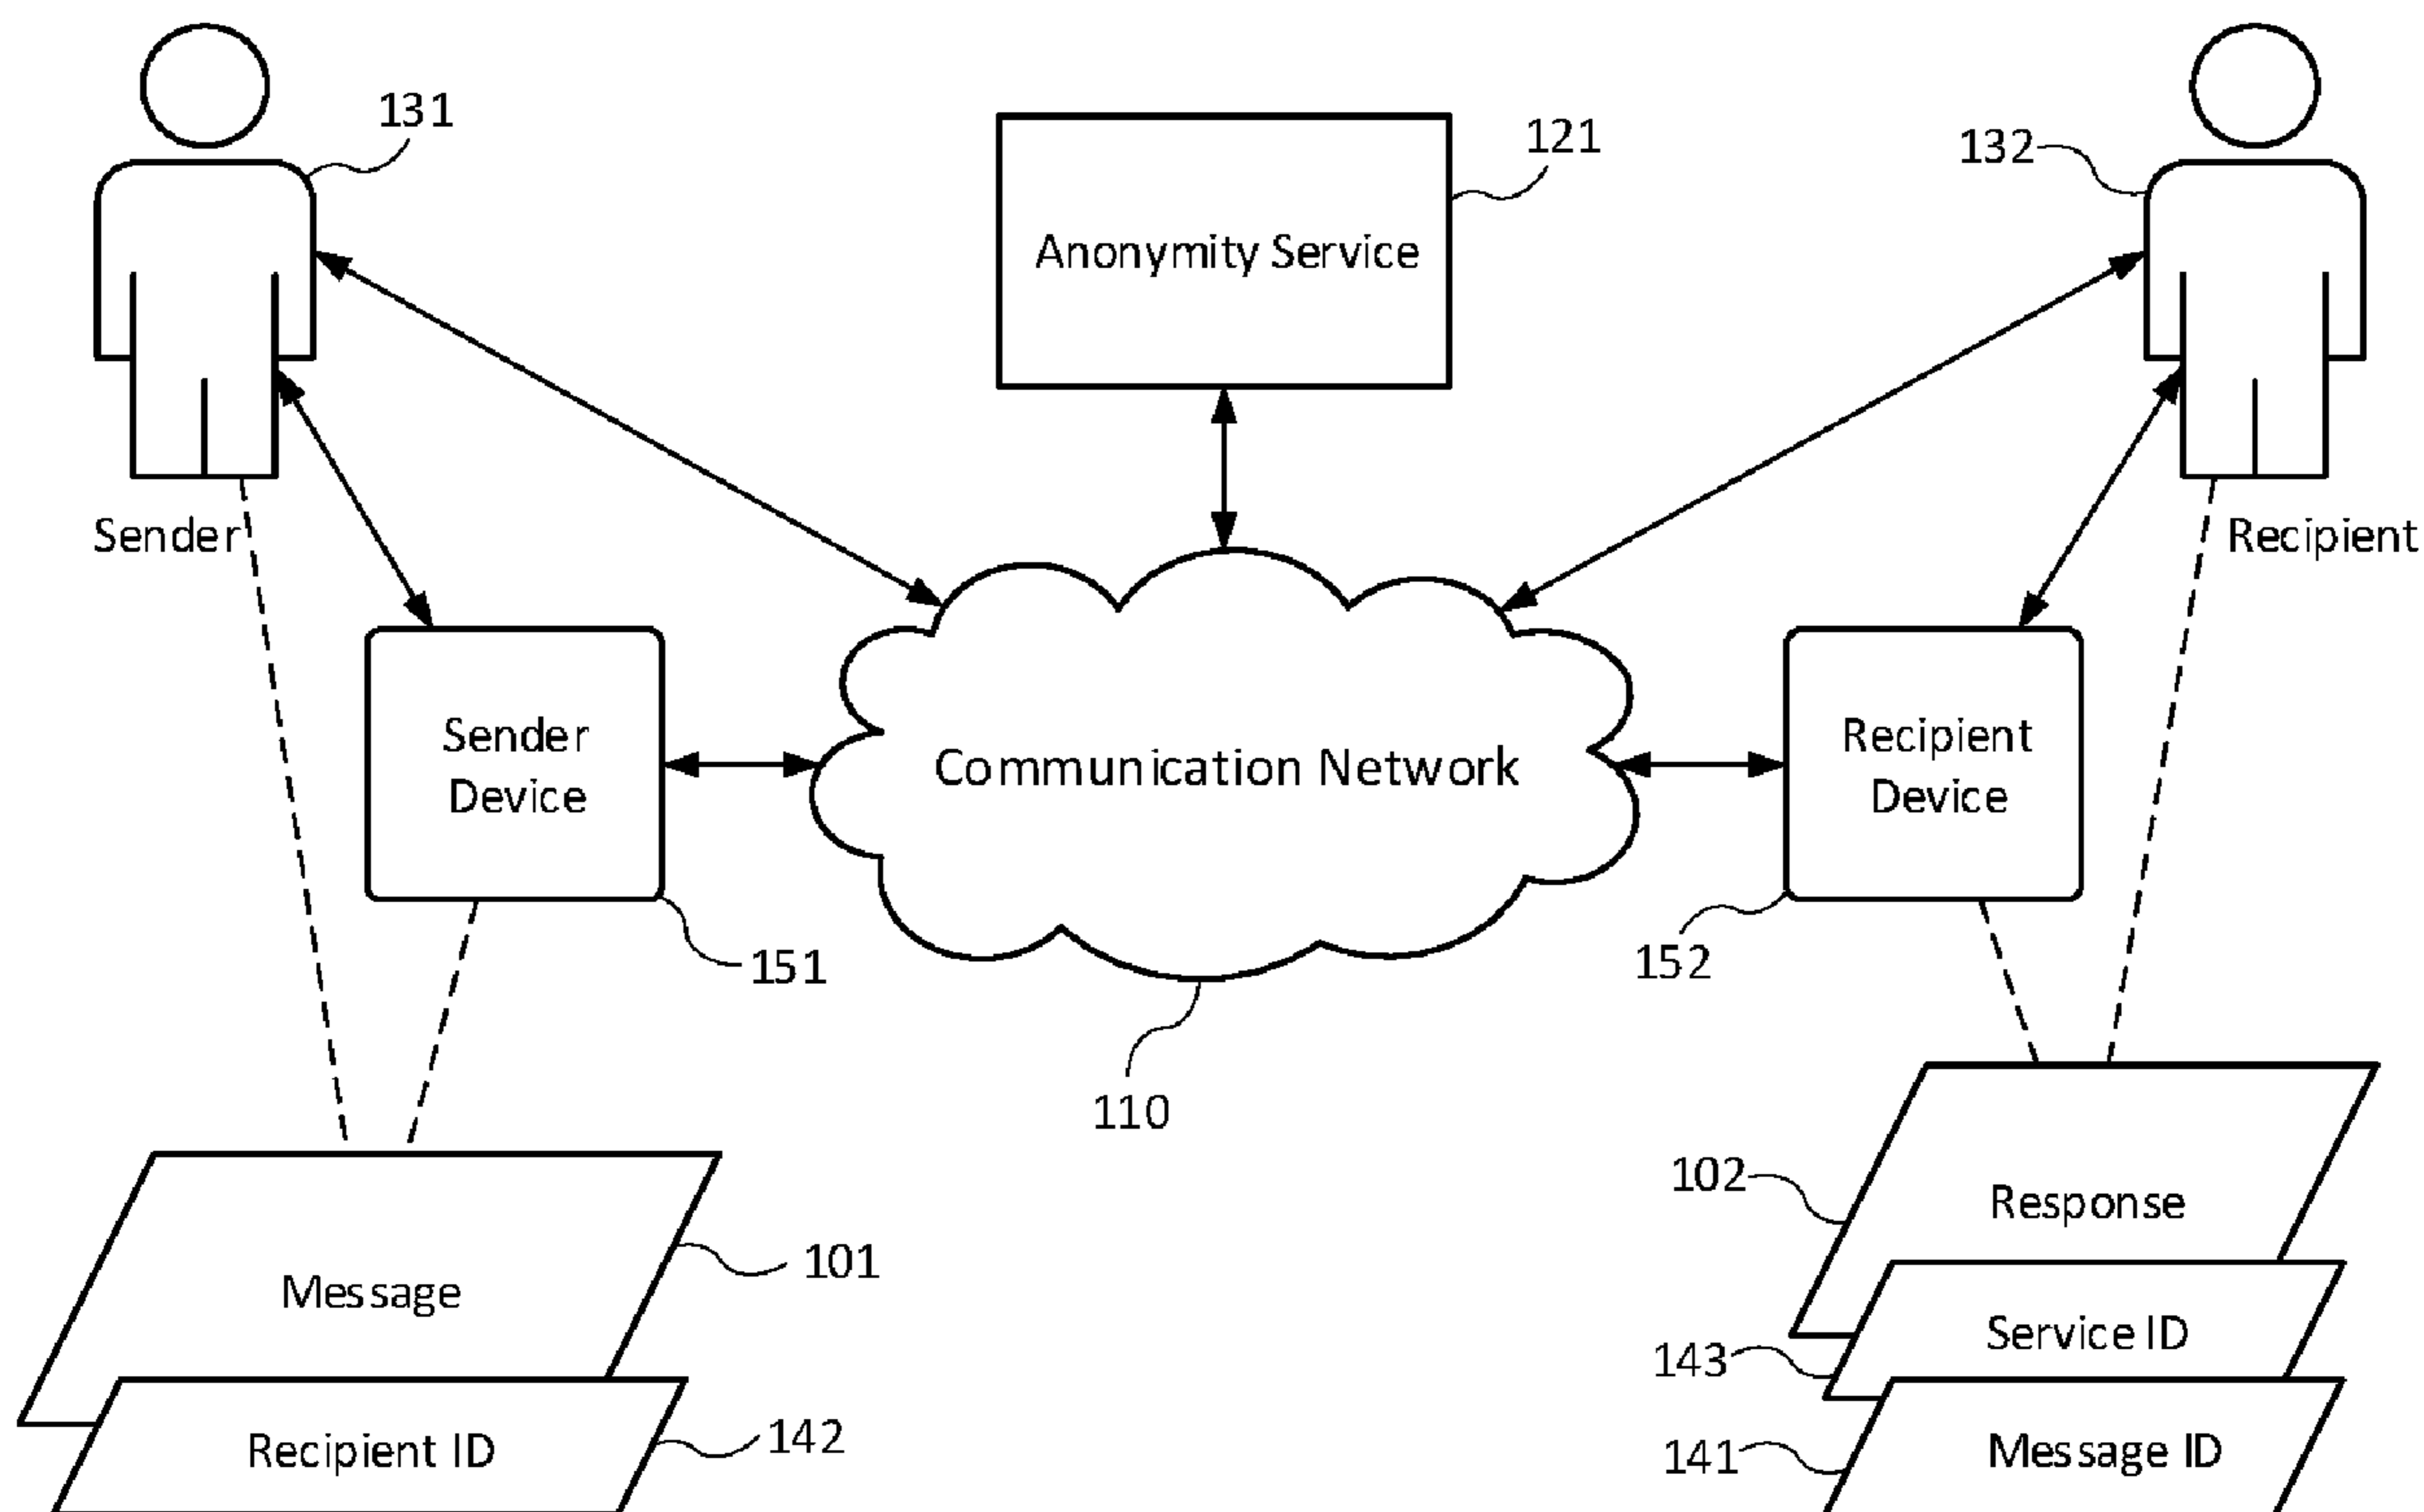 131
121
132
Anonymity Service
Sender
Recipient
Sender
Device
Communication Network
Recipient
Device
151
152
110
102
Response
101
Message
Service ID
143
142
Recipient ID
141
Message ID